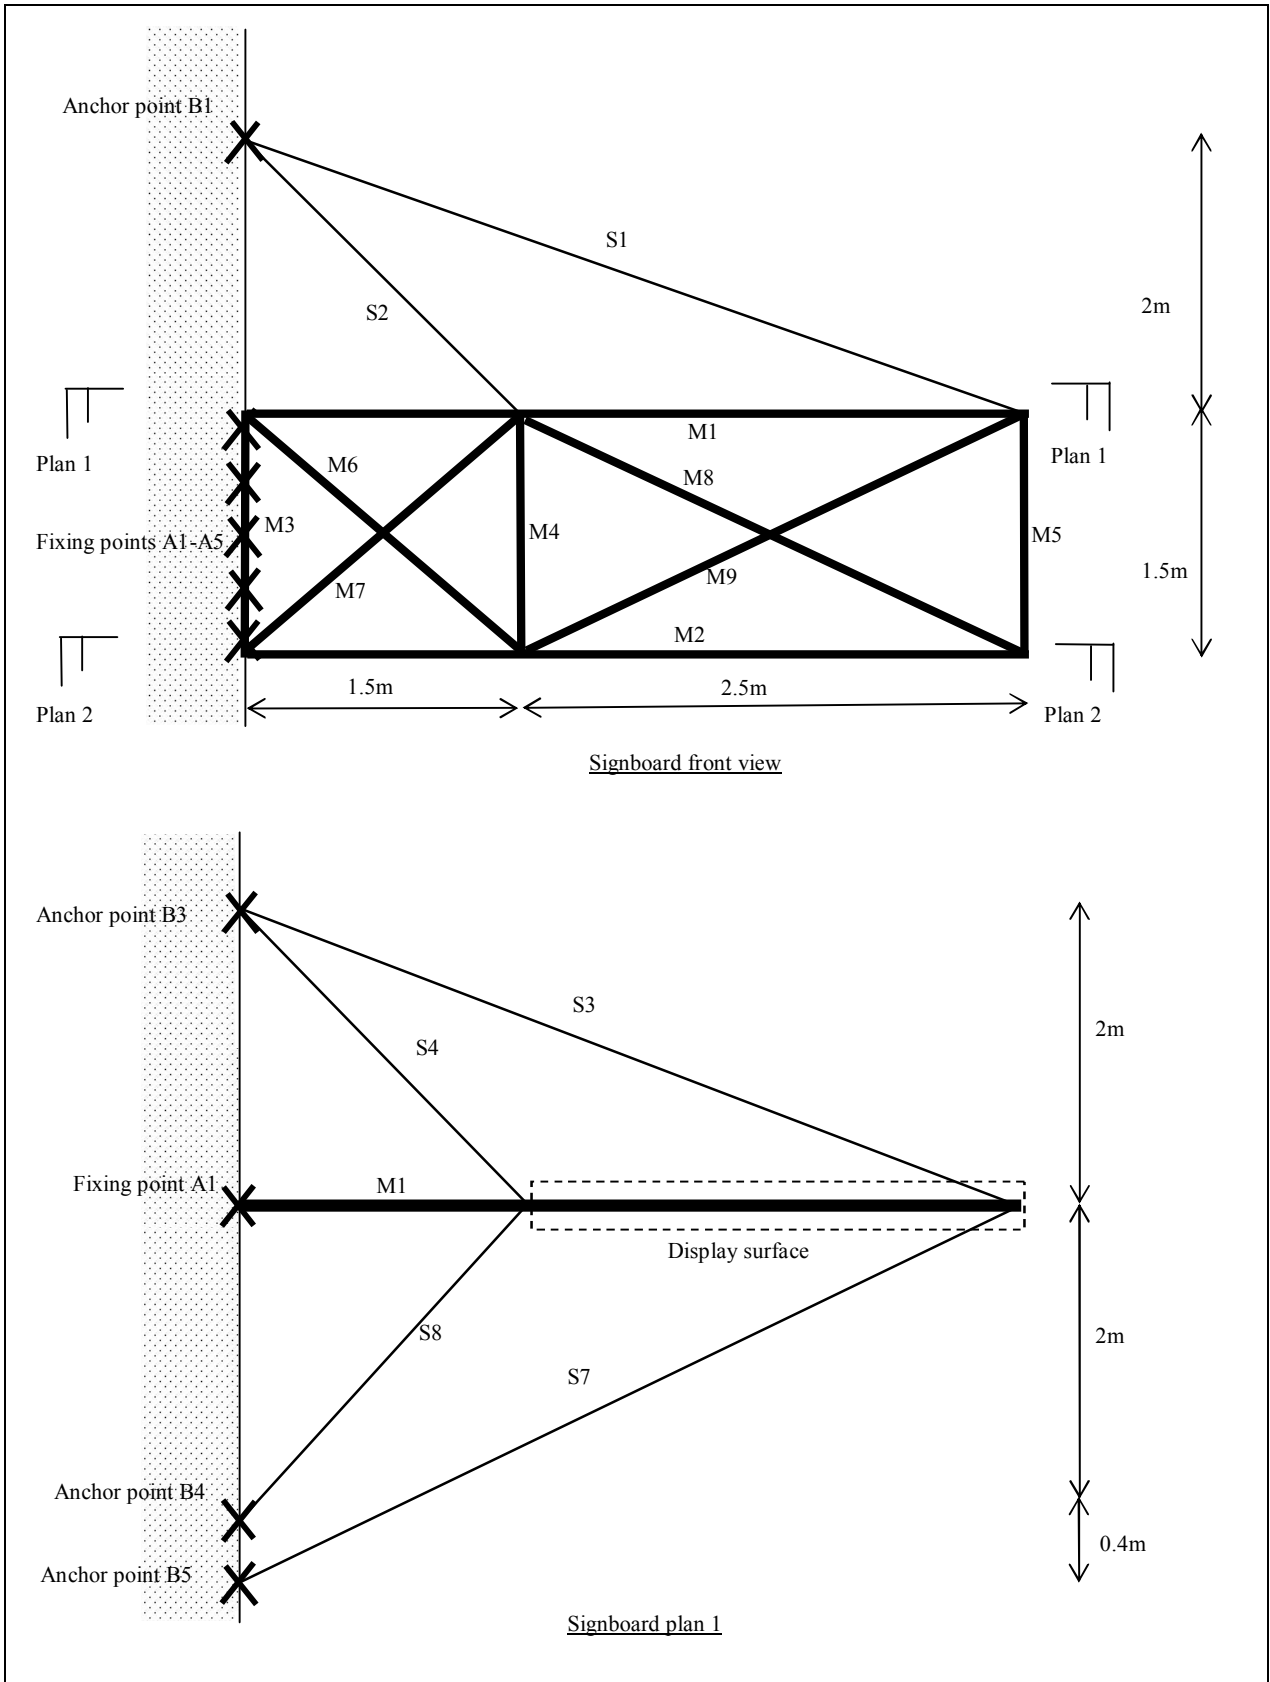 Anchor point B1
S1
2m
S2
M1
Plan 1
Plan 1
M6
M8
M3
M4
M5
Fixing points A1-A5
1.5m
M9
M7
M2
1.5m
2.5m
Plan 2
Plan 2
Signboard front view
Anchor point B3
S3
2m
S4
Fixing point A1
M1
Display surface
S8
2m
S7
Anchor point B4
0.4m
Anchor point B5
Signboard plan 1